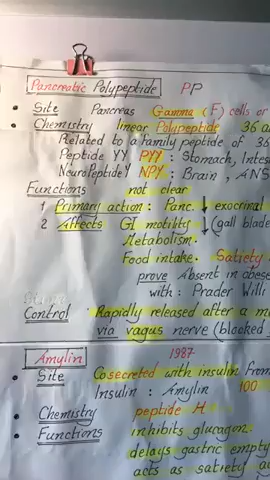 Pancreatic Polypeptide PP
• Site Pancreas Gamma (F) cells or
• Chemistry linear Polypeptide 36 a
Related to a family peptide of 36
Peptide YY PYY : Stomach, Intes
NeuroPeptide Y NPY : Brain, ANS
Functions not clear
1 Primary action : Panc. ↓ exocrinal
2 Affects GI motility ↓ (gall blade
Metabolism.
Food intake. Satiety
prove Absent in obese
with : Prader Willi
Control Rapidly released after a m
via vagus nerve (blocked
Amylin 1987
• Site Cosecreted with insulin from
Insulin : Amylin 100
• Chemistry peptide H
• Functions inhibits glucagon
delays gastric empty
acts as satiety a